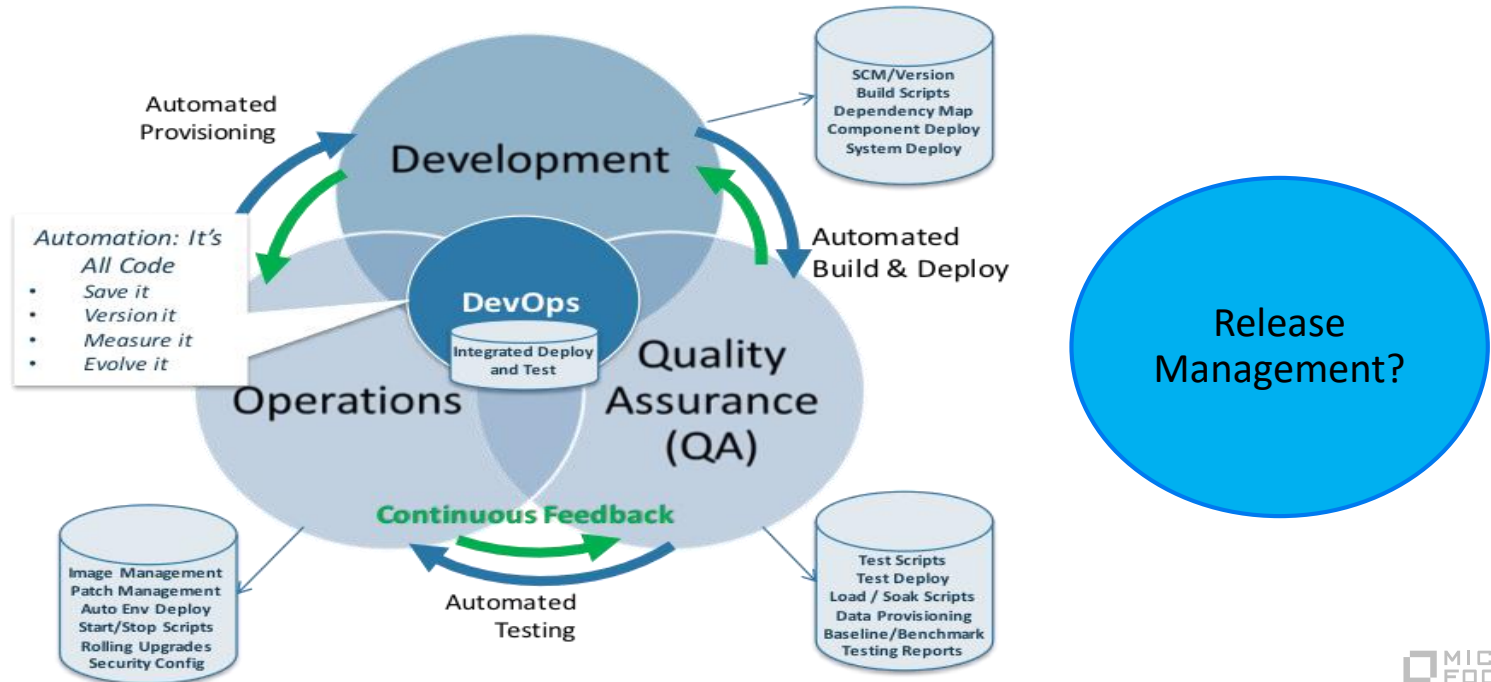 SCM/Version
Build Scripts
Dependency Map
Component Deploy
System Deploy
Automated
Provisioning
Development
Automation: It's
All Code
• Save it
• Version it
• Measure it
• Evolve it
Automated
Build & Deploy
DevOps
Integrated Deploy
and Test
Operations
Quality
Assurance
(QA)
Release
Management?
Continuous Feedback
Image Management
Patch Management
Auto Env Deploy
Start/Stop Scripts
Rolling Upgrades
Security Config
Automated
Testing
Test Scripts
Test Deploy
Load / Soak Scripts
Data Provisioning
Baseline/Benchmark
Testing Reports
MIC